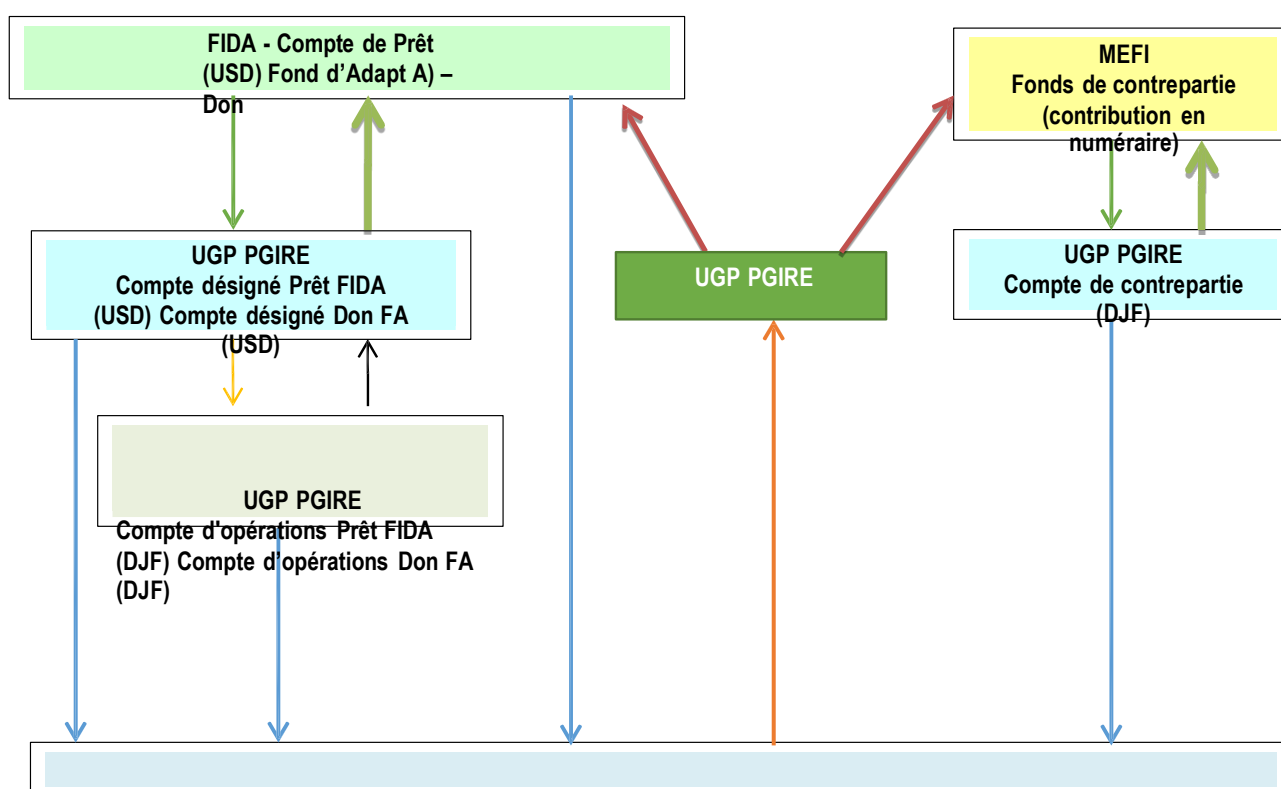 FIDA - Compte de Prêt
(USD) Fond d'Adapt A) –
Don
MEFI
Fonds de contrepartie
(contribution en
numéraire)
UGP PGIRE
Compte désigné Prêt FIDA
(USD) Compte désigné Don FA
(USD)
UGP PGIRE
UGP PGIRE
Compte de contrepartie
(DJF)
UGP PGIRE
Compte d'opérations Prêt FIDA
(DJF) Compte d'opérations Don FA
(DJF)